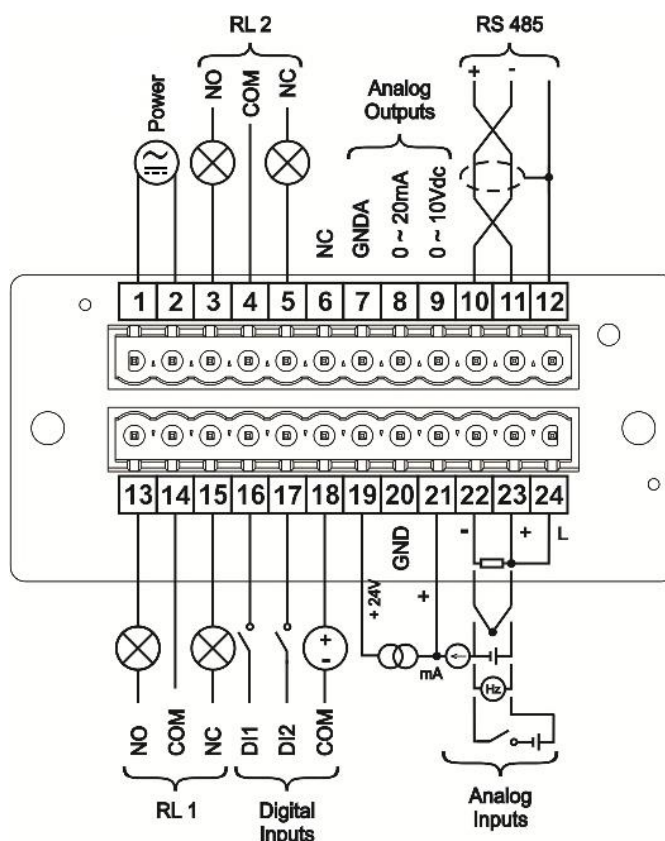 RL 2
RS 485
Power
NO
COM
NC
Analog
Outputs
+
-
NC
GNDA
0 ~ 20mA
0 ~ 10Vdc
1 2 3 4 5 6 7 8 9 10 11 12
13 14 15 16 17 18 19 20 21 22 23 24
GND
-
+
L
+ 24V
+
+
-
mA
Hz
NO
COM
NC
DI1
DI2
COM
RL 1
Digital
Inputs
Analog
Inputs